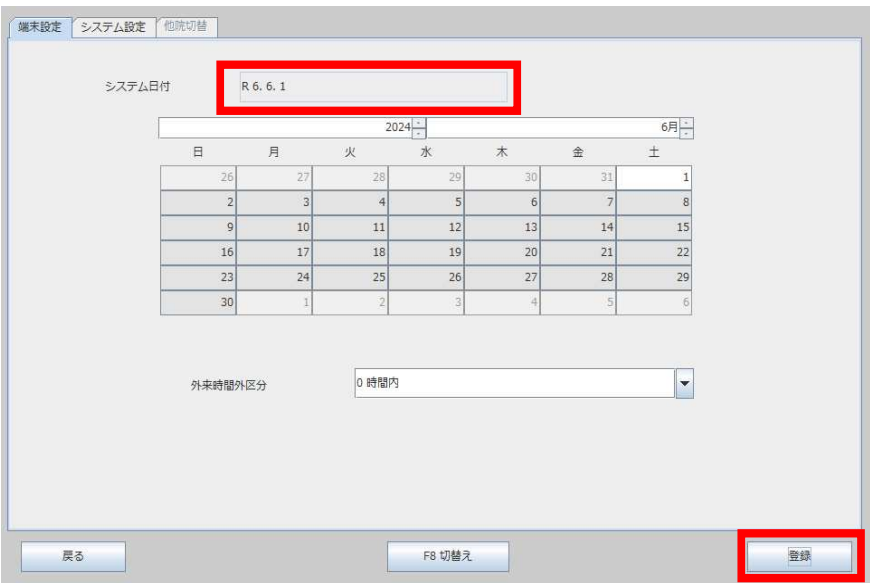 端末設定 システム設定 他院切替
システム日付 R 6. 6. 1
2024 6月
日 月 火 水 木 金 土
26 27 28 29 30 31 1
2 3 4 5 6 7 8
9 10 11 12 13 14 15
16 17 18 19 20 21 22
23 24 25 26 27 28 29
30 1 2 3 4 5 6
外来時間外区分 0 時間内
戻る F8 切替え 登録